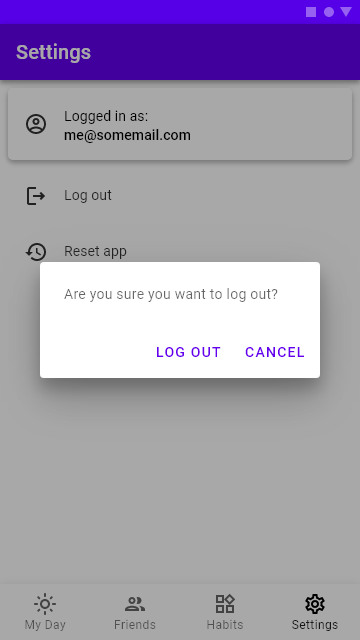 Settings
Logged in as:
me@somemail.com
Log out
Reset app
Are you sure you want to log out?
LOG OUT CANCEL
My Day Friends Habits Settings